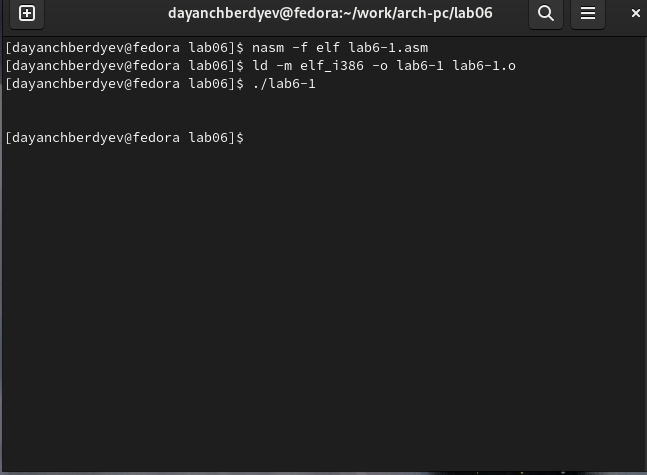 dayanchberdyev@fedora:~/work/arch-pc/lab06
[dayanchberdyev@fedora lab06]$ nasm -f elf lab6-1.asm
[dayanchberdyev@fedora lab06]$ ld -m elf_i386 -o lab6-1 lab6-1.o
[dayanchberdyev@fedora lab06]$ ./lab6-1
[dayanchberdyev@fedora lab06]$